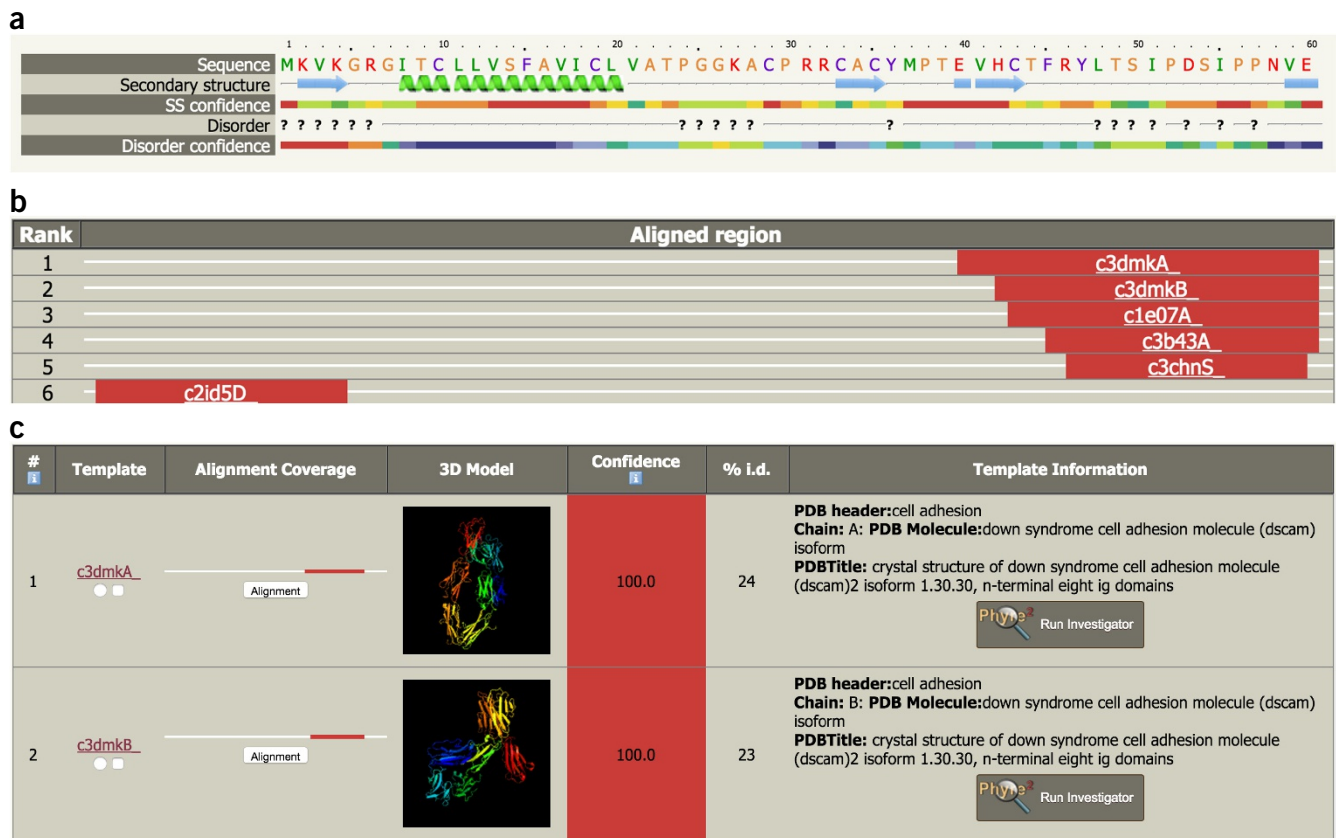 a
1 . . . . 10 . . . . 20 . . . . 30 . . . . 40 . . . . 50 . . . . 60
Sequence M K V K G R G I T C L L V S F A V I C L V A T P G G K A C P R R C A C Y M P T E V H C T F R Y L T S I P D S I P P N V E
Secondary structure
SS confidence
Disorder ? ? ? ? ? ? ? ? ? ? ? ? ? ? ? ? ? ? ?
Disorder confidence
b
Rank Aligned region
1 c3dmkA_
2 c3dmkB_
3 c1e07A_
4 c3b43A_
5 c3chnS_
6 c2id5D_
c
# i Template Alignment Coverage 3D Model Confidence i % i.d. Template Information
PDB header:cell adhesion
Chain: A: PDB Molecule:down syndrome cell adhesion molecule (dscam)
isoform
1 c3dmkA_ Alignment 100.0 24 PDBTitle: crystal structure of down syndrome cell adhesion molecule
(dscam)2 isoform 1.30.30, n-terminal eight ig domains
Phyre2 Run Investigator
PDB header:cell adhesion
Chain: B: PDB Molecule:down syndrome cell adhesion molecule (dscam)
isoform
2 c3dmkB_ Alignment 100.0 23 PDBTitle: crystal structure of down syndrome cell adhesion molecule
(dscam)2 isoform 1.30.30, n-terminal eight ig domains
Phyre2 Run Investigator